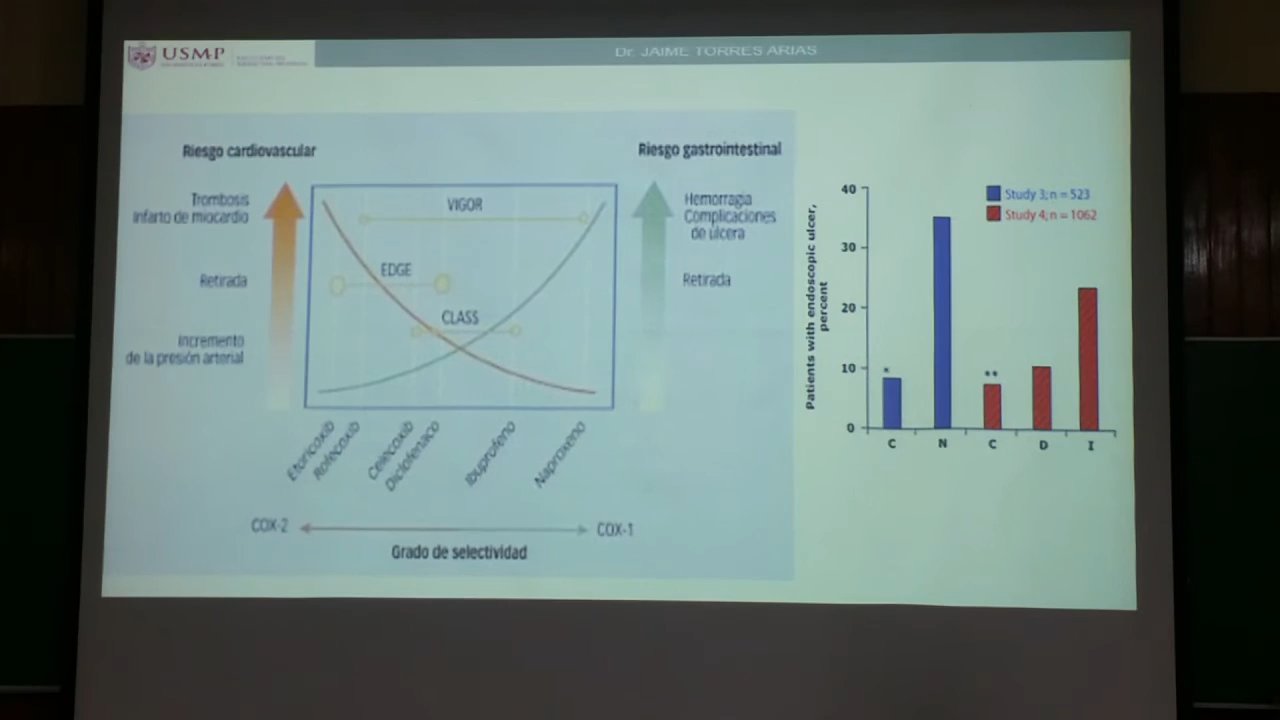 USMP
Dr. JAIME TORRES ARIAS
Riesgo cardiovascular
Trombosis
Infarto de miocardio
Retirada
Incremento
de la presión arterial
VIGOR
EDGE
CLASS
Riesgo gastrointestinal
Hemorragia
Complicaciones
de úlcera
Retirada
Etoricoxib
Rofecoxib
Celecoxib
Diclofenaco
Ibuprofeno
Naproxeno
COX-2
COX-1
Grado de selectividad
Patients with endoscopic ulcer,
percent
40
30
20
10
0
Study 3; n = 523
Study 4; n = 1062
*
**
C
N
C
D
I